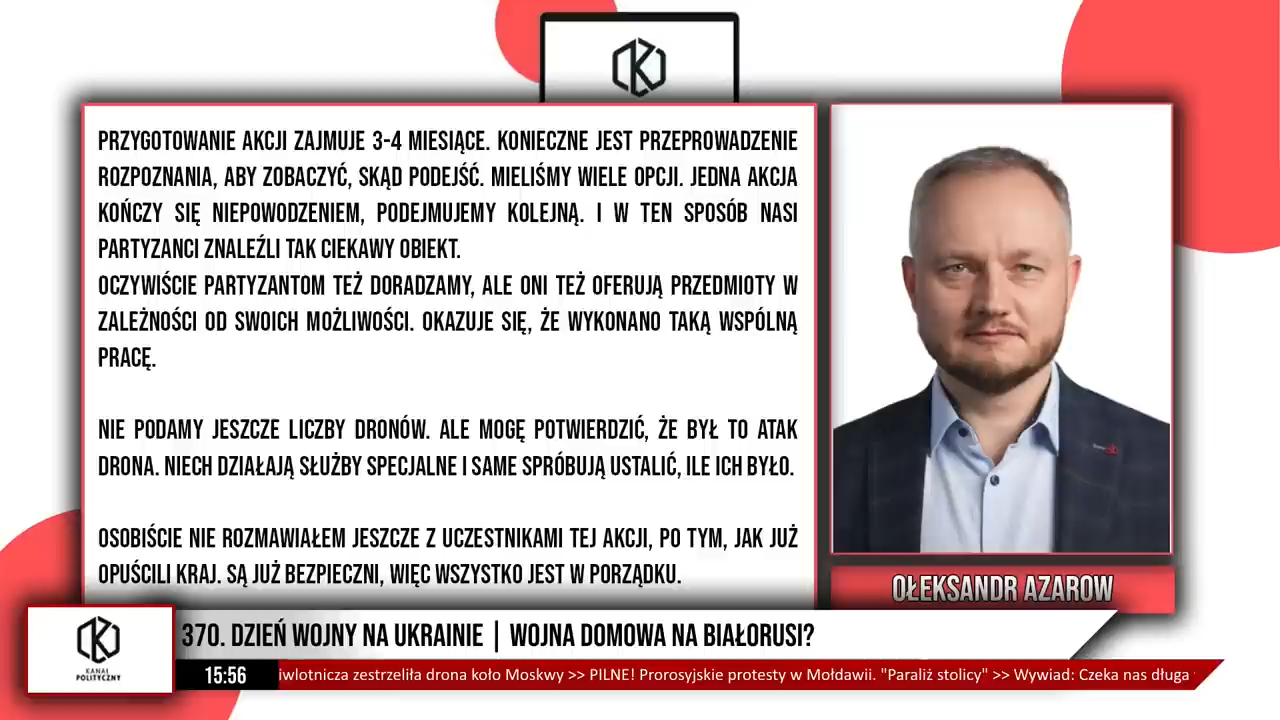 PRZYGOTOWANIE AKCJI ZAJMUJE 3-4 MIESIĄCE. KONIECZNE JEST PRZEPROWADZENIE
ROZPOZNANIA, ABY ZOBACZYĆ, SKĄD PODEJŚĆ. MIELIŚMY WIELE OPCJI. JEDNA AKCJA
KOŃCZY SIĘ NIEPOWODZENIEM, PODEJMUJEMY KOLEJNĄ. I W TEN SPOSÓB NASI
PARTYZANCI ZNALEŹLI TAK CIEKAWY OBIEKT.
OCZYWIŚCIE PARTYZANTOM TEŻ DORADZAMY, ALE ONI TEŻ OFERUJĄ PRZEDMIOTY W
ZALEŻNOŚCI OD SWOICH MOŻLIWOŚCI. OKAZUJE SIĘ, ŻE WYKONANO TAKĄ WSPÓLNĄ
PRACĘ.
NIE PODAMY JESZCZE LICZBY DRONÓW. ALE MOGĘ POTWIERDZIĆ, ŻE BYŁ TO ATAK
DRONA. NIECH DZIAŁAJĄ SŁUŻBY SPECJALNE I SAME SPRÓBUJĄ USTALIĆ, ILE ICH BYŁO.
OSOBIŚCIE NIE ROZMAWIAŁEM JESZCZE Z UCZESTNIKAMI TEJ AKCJI, PO TYM, JAK JUŻ
OPUŚCILI KRAJ. SĄ JUŻ BEZPIECZNI, WIĘC WSZYSTKO JEST W PORZĄDKU.
OŁEKSANDR AZAROW
370. DZIEŃ WOJNY NA UKRAINIE | WOJNA DOMOWA NA BIAŁORUSI?
KANAŁ
POLITYCZNY
15:56
iwlotnicza zestrzeliła drona koło Moskwy >> PILNE! Prorosyjskie protesty w Mołdawii. "Paraliż stolicy" >> Wywiad: Czeka nas długa